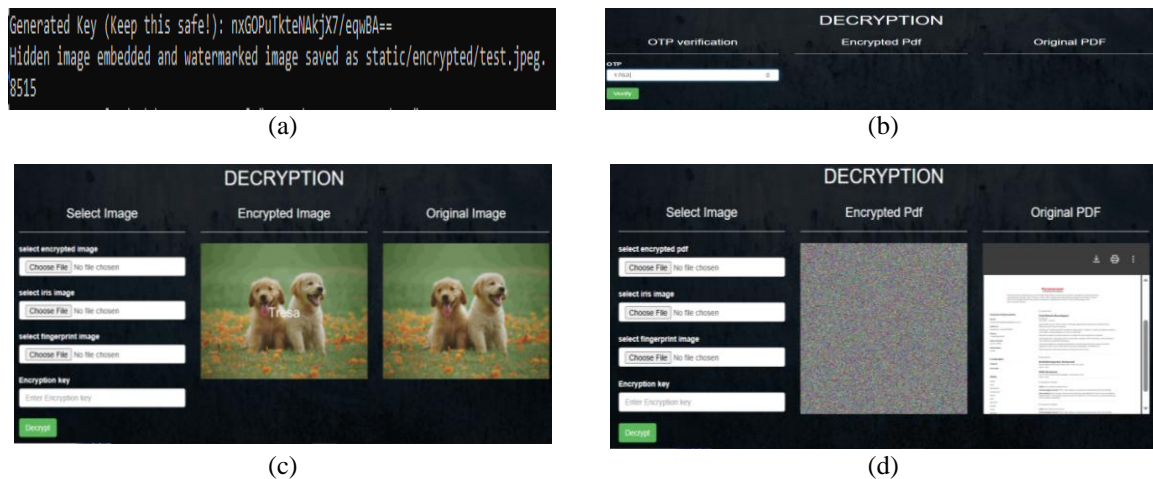 Generated Key (Keep this safe!): nxGOPuTkteNAkjX7/eqwBA==
Hidden image embedded and watermarked image saved as static/encrypted/test.jpeg.
8515
(a)
DECRYPTION
OTP verification
Encrypted Pdf
Original PDF
OTP
Verify
(b)
DECRYPTION
Select Image
Encrypted Image
Original Image
select encrypted image
Choose File No file chosen
select iris image
Choose File No file chosen
select fingerprint image
Choose File No file chosen
Encryption key
Enter Encryption key
Decrypt
Tresa
(c)
DECRYPTION
Select Image
Encrypted Pdf
Original PDF
select encrypted pdf
Choose File No file chosen
select iris image
Choose File No file chosen
select fingerprint image
Choose File No file chosen
Encryption key
Enter Encryption key
Decrypt
(d)